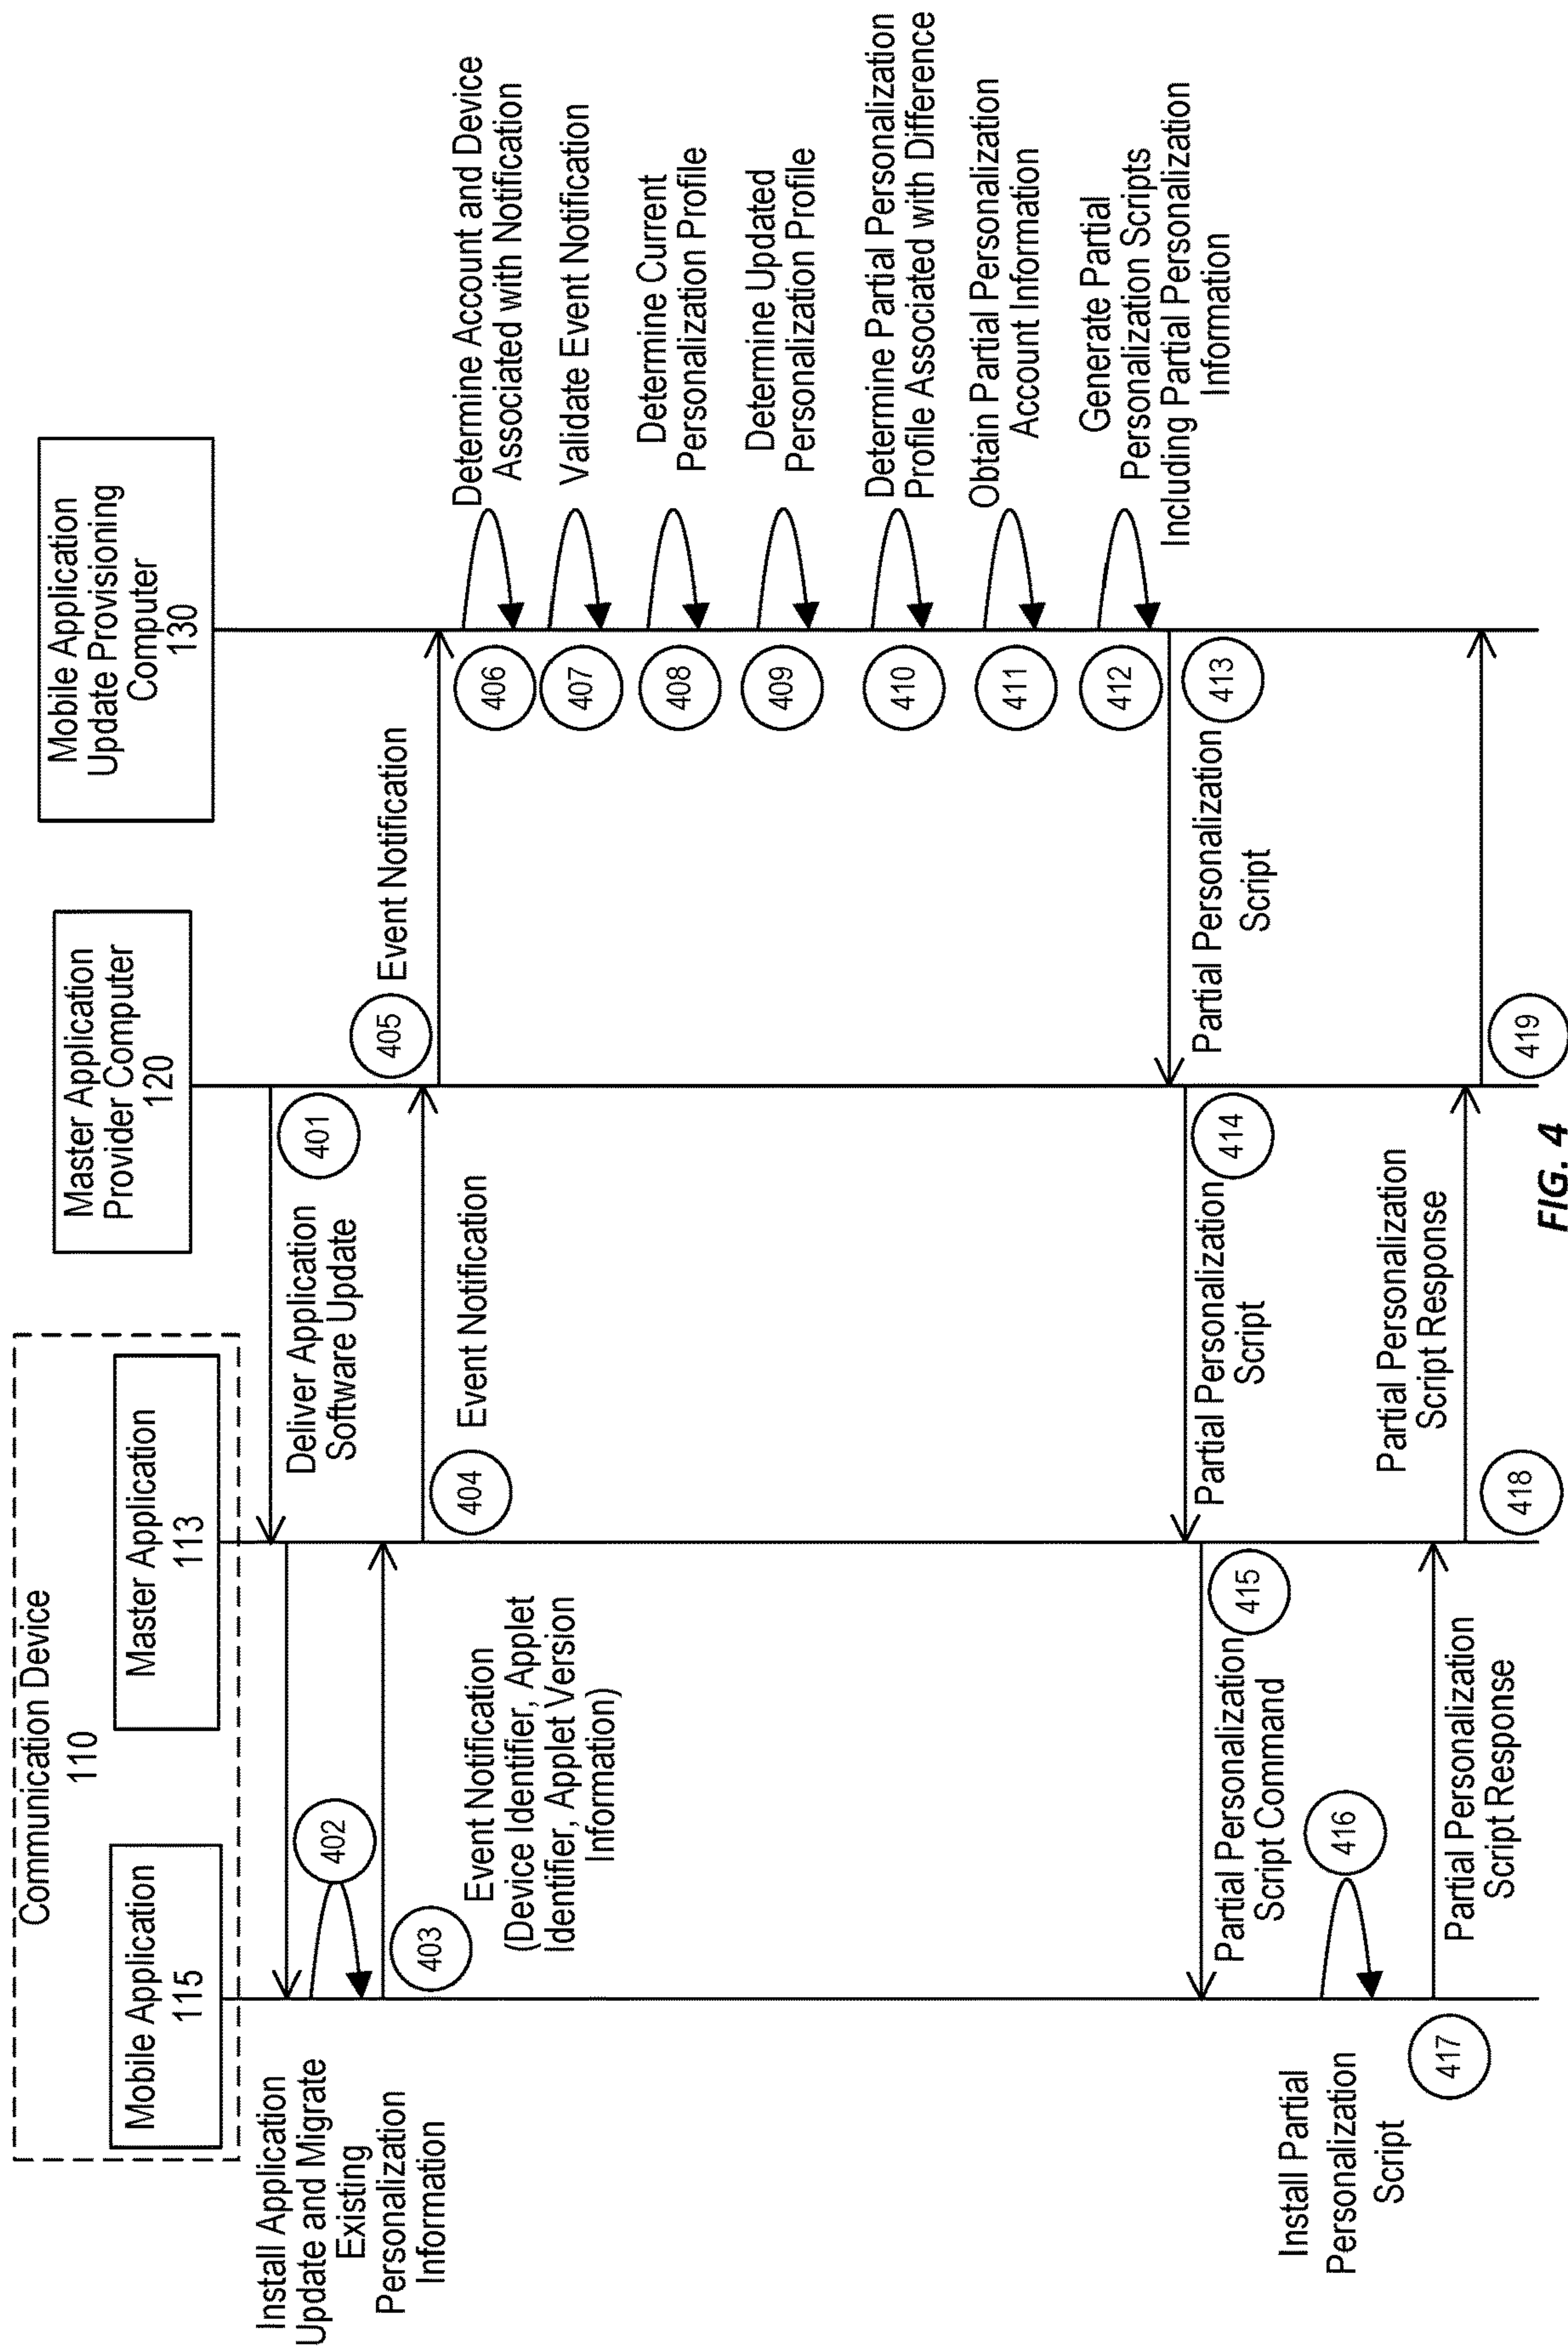 Communication Device
110
Mobile Application
115
Master Application
113
Master Application
Provider Computer
120
Mobile Application
Update Provisioning
Computer
130
Deliver Application
Software Update
401
Install Application
Update and Migrate
Existing
Personalization
Information
402
403
Event Notification
(Device Identifier, Applet
Identifier, Applet Version
Information)
404
Event Notification
405
Event Notification
406
Determine Account and Device
Associated with Notification
407
Validate Event Notification
408
Determine Current
Personalization Profile
409
Determine Updated
Personalization Profile
410
Determine Partial Personalization
Profile Associated with Difference
411
Obtain Partial Personalization
Account Information
412
Generate Partial
Personalization Scripts
Including Partial Personalization
Information
413
Partial Personalization
Script
414
Partial Personalization
Script
415
Partial Personalization
Script Command
416
Install Partial
Personalization
Script
417
Partial Personalization
Script Response
418
Partial Personalization
Script Response
419
FIG. 4